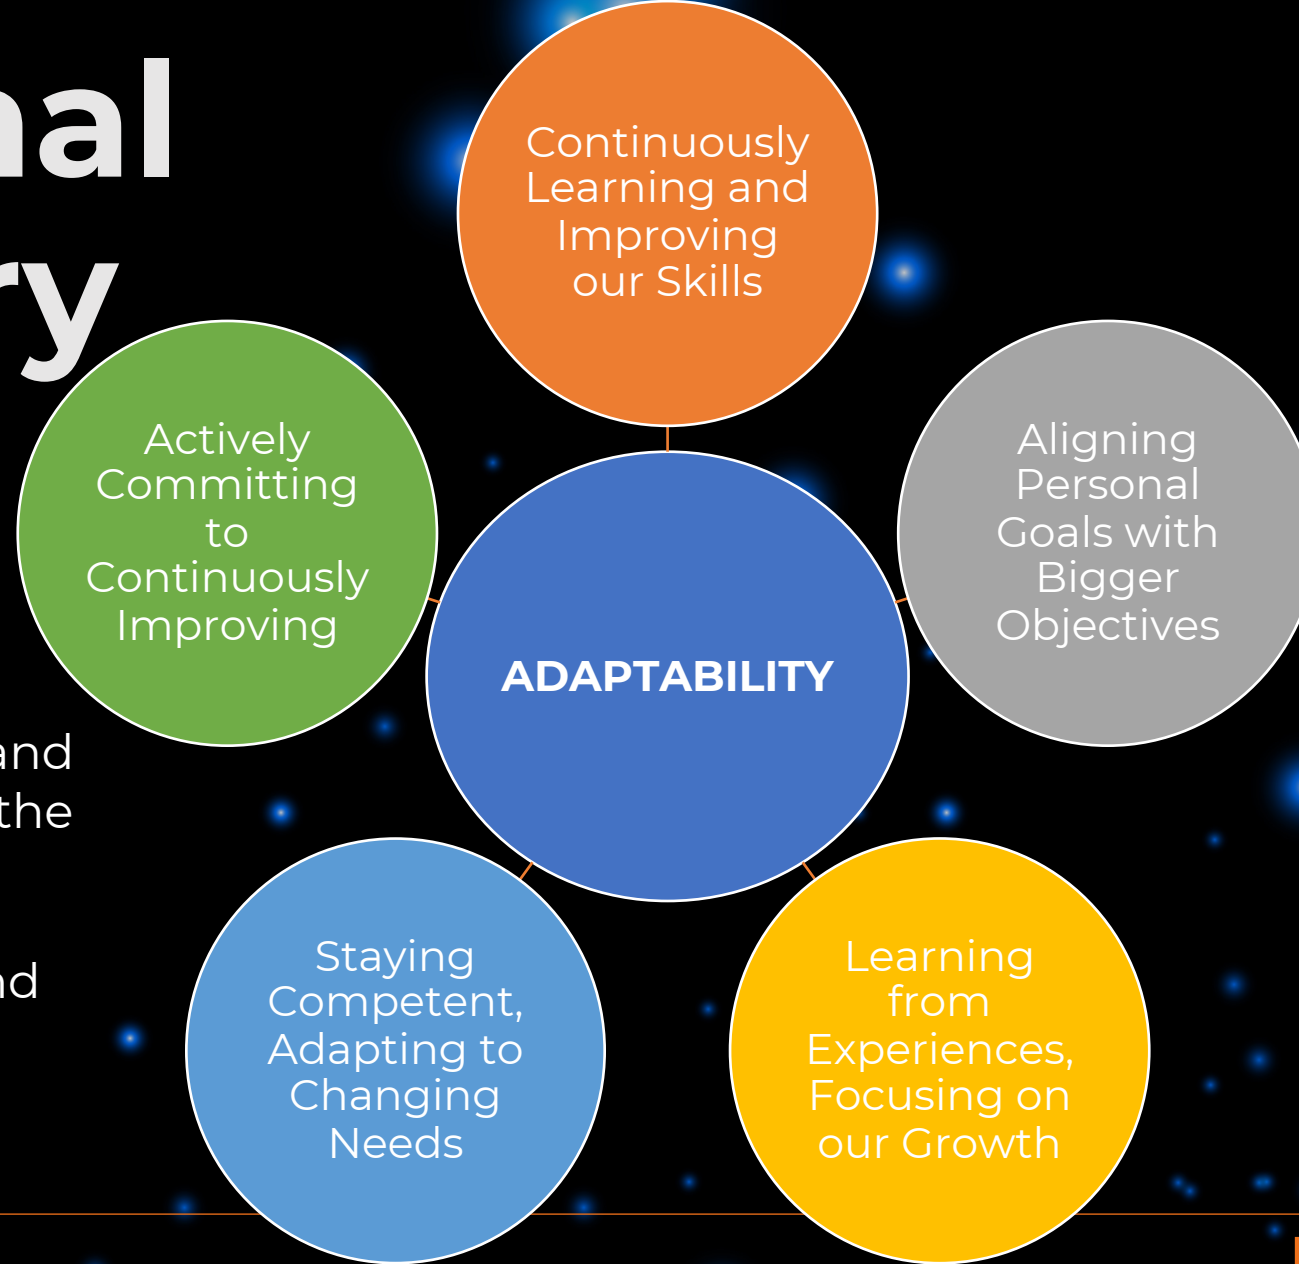 nal
ry
and
the
nd
Continuously
Learning and
Improving
our Skills
Aligning
Personal
Goals with
Bigger
Objectives
Learning
from
Experiences,
Focusing on
our Growth
Staying
Competent,
Adapting to
Changing
Needs
Actively
Committing
to
Continuously
Improving
ADAPTABILITY